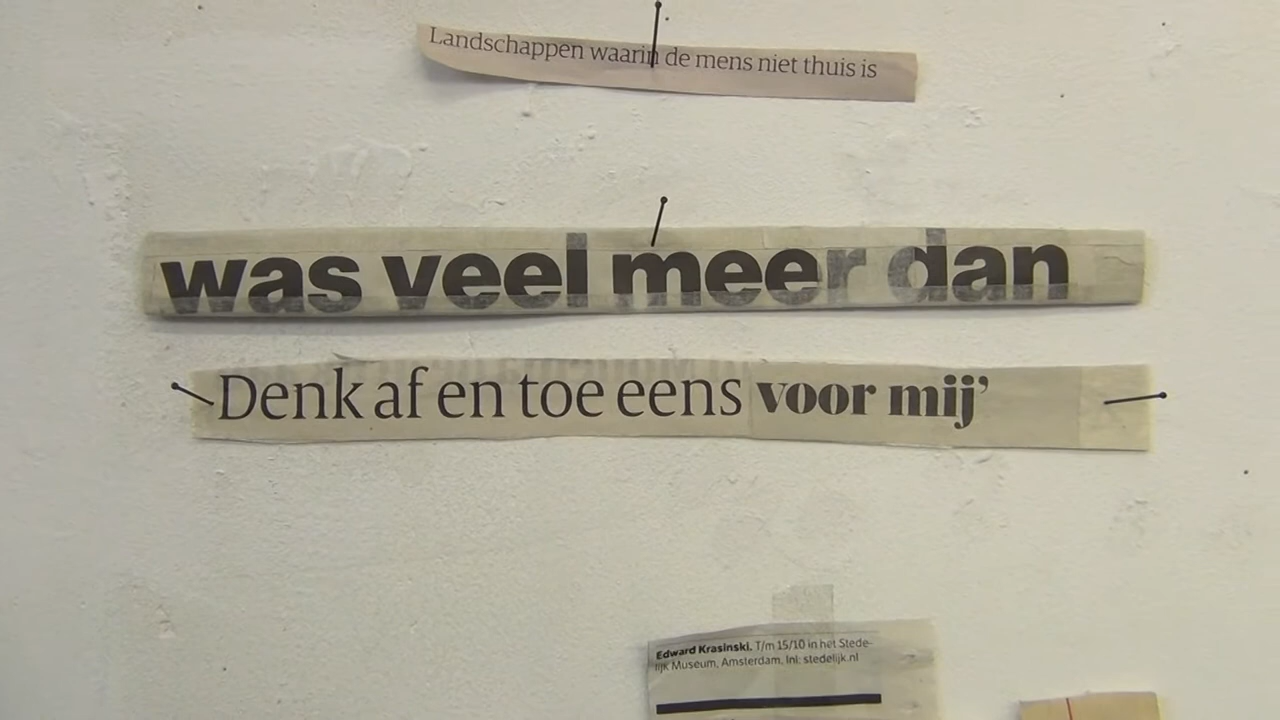 Landschappen waarin de mens niet thuis is
was veel meer dan
Denk af en toe eens voor mij’
Edward Krasinski. T/m 15/10 in het Stede-
lijk Museum, Amsterdam. Inl: stedelijk.nl